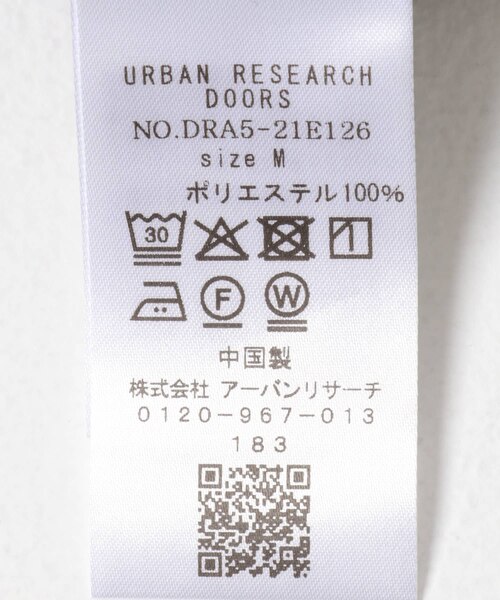 URBAN RESEARCH
DOORS
NO.DRA5-21E126
size M
ポリエステル100%
30
F W
中国製
株式会社 アーバンリサーチ
0120-967-013
183